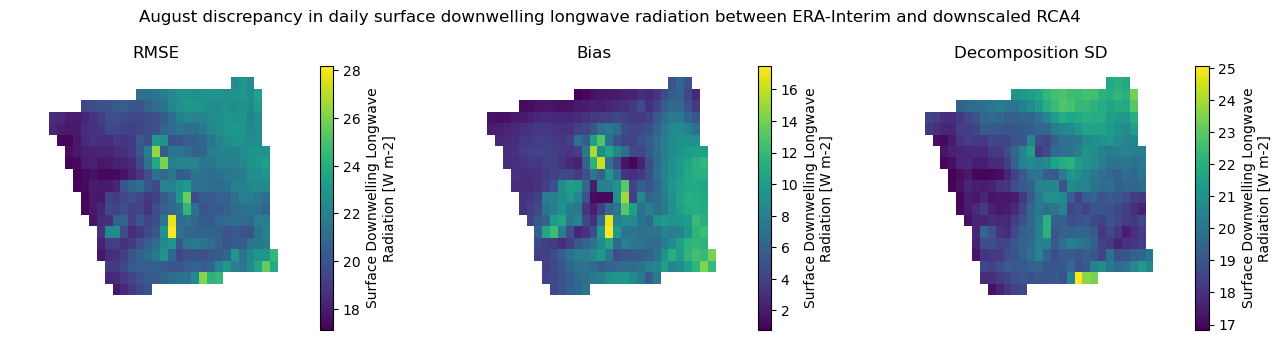 August discrepancy in daily surface downwelling longwave radiation between ERA-Interim and downscaled RCA4
RMSE
28
26
24
22
20
18
Surface Downwelling Longwave
Radiation [W m-2]
Bias
16
14
12
10
8
6
4
2
Surface Downwelling Longwave
Radiation [W m-2]
Decomposition SD
25
24
23
22
21
20
19
18
17
Surface Downwelling Longwave
Radiation [W m-2]